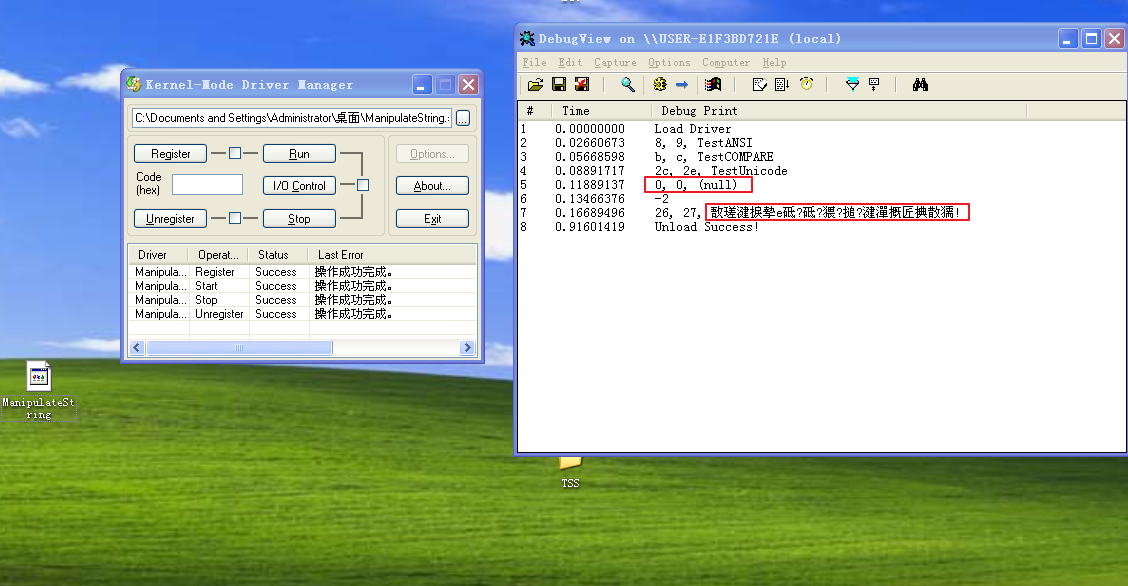 Kernel-Mode Driver Manager
C:\Documents and Settings\Administrator\桌面\ManipulateString.:
...
Register
Run
Options...
Code
(hex)
I/O Control
About...
Unregister
Stop
Exit
Driver Operat... Status Last Error
Manipula... Register Success 操作成功完成。
Manipula... Start Success 操作成功完成。
Manipula... Stop Success 操作成功完成。
Manipula... Unregister Success 操作成功完成。
DebugView on \\USER-E1F3BD721E (local)
File Edit Capture Options Computer Help
# Time Debug Print
1 0.00000000 Load Driver
2 0.02660673 8, 9, TestANSI
3 0.05668598 b, c, TestCOMPARE
4 0.08891717 2c, 2e, TestUnicode
5 0.11889137 0, 0, (null)
6 0.13466376 -2
7 0.16689496 26, 27,
8 0.91601419 Unload Success!
ManipulateSt
ring
TSS